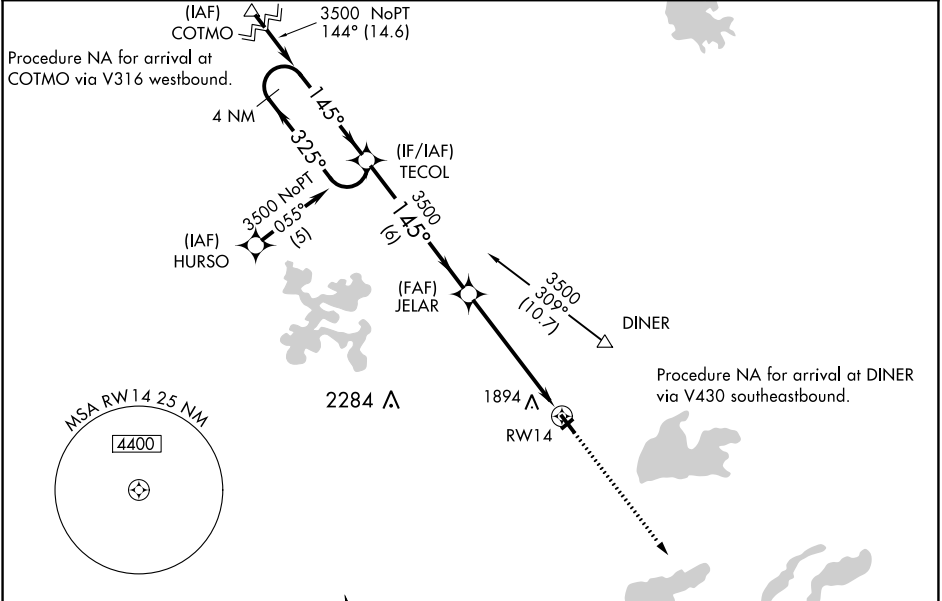 (IAF)
COTMO
3500 NoPT
144° (14.6)
Procedure NA for arrival at
COTMO via V316 westbound.
4 NM
145°
325°
(IF/IAF)
TECOL
3500 NoPT
055°
(5)
(IAF)
HURSO
3500
145°
(6)
(FAF)
JELAR
3500
309°
(10.7)
DINER
Procedure NA for arrival at DINER
via V430 southeastbound.
2284
1894
RW14
MSA RW14 25 NM
4400